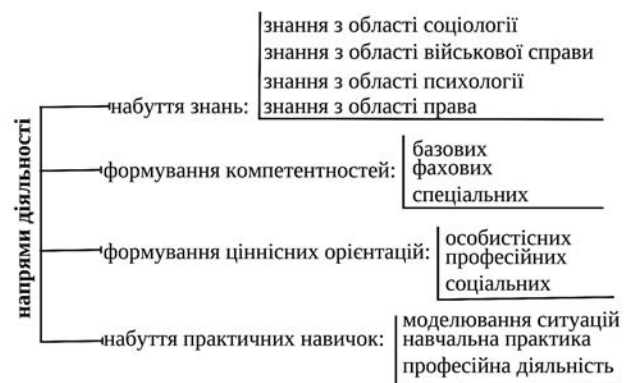 напрями діяльності
набуття знань:
знання з області соціології
знання з області військової справи
знання з області психології
знання з області права
формування компетентностей:
базових
фахових
спеціальних
формування ціннісних орієнтацій:
особистісних
професійних
соціальних
набуття практичних навичок:
моделювання ситуацій
навчальна практика
професійна діяльність